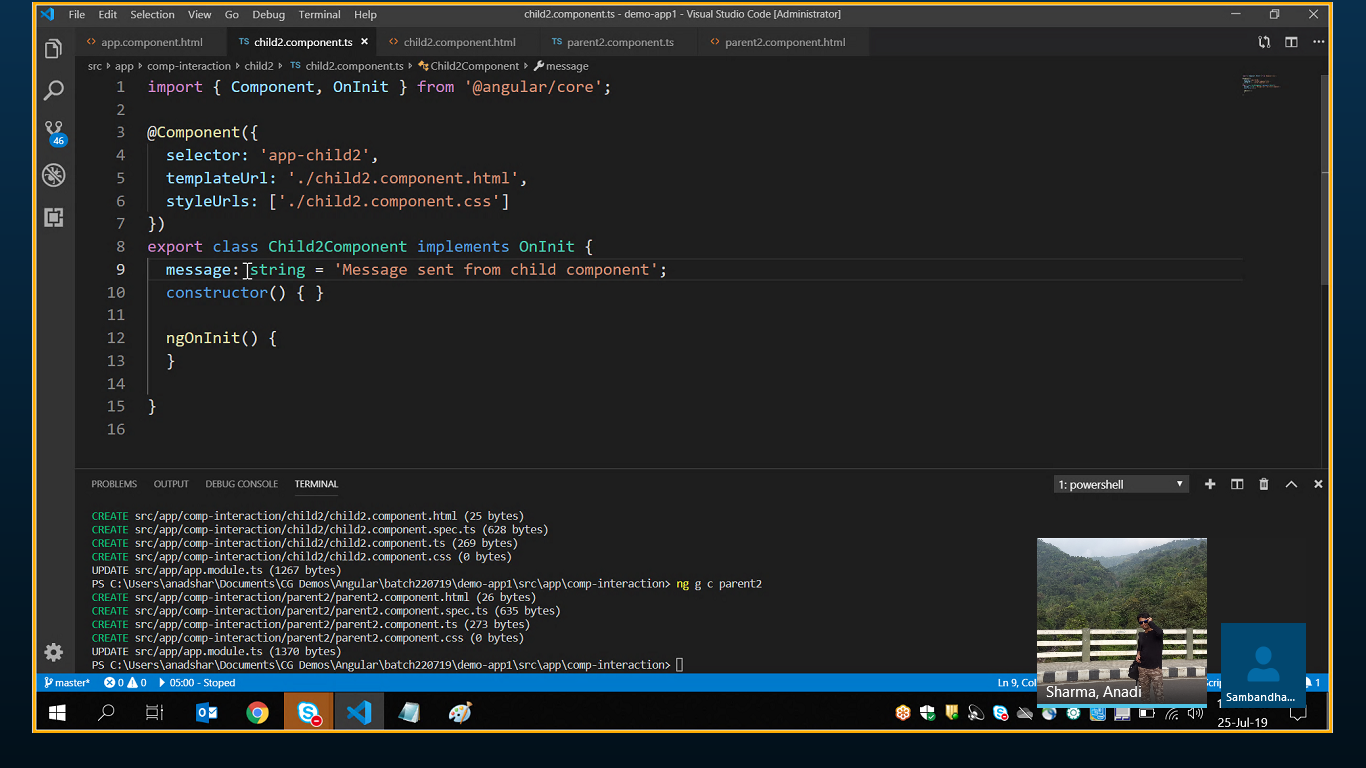 File Edit Selection View Go Debug Terminal Help
child2.component.ts - demo-app1 - Visual Studio Code [Administrator]
app.component.html
TS child2.component.ts ×
child2.component.html
TS parent2.component.ts
parent2.component.html
src › app › comp-interaction › child2 › TS child2.component.ts › Child2Component › message
1 import { Component, OnInit } from '@angular/core';
2
3 @Component({
4 selector: 'app-child2',
5 templateUrl: './child2.component.html',
6 styleUrls: ['./child2.component.css']
7 })
8 export class Child2Component implements OnInit {
9 message: string = 'Message sent from child component';
10 constructor() { }
11
12 ngOnInit() {
13 }
14
15 }
16
46
PROBLEMS OUTPUT DEBUG CONSOLE TERMINAL
1: powershell
CREATE src/app/comp-interaction/child2/child2.component.html (25 bytes)
CREATE src/app/comp-interaction/child2/child2.component.spec.ts (628 bytes)
CREATE src/app/comp-interaction/child2/child2.component.ts (269 bytes)
CREATE src/app/comp-interaction/child2/child2.component.css (0 bytes)
UPDATE src/app/app.module.ts (1267 bytes)
PS C:\Users\anadshar\Documents\CG Demos\Angular\batch220719\demo-app1\src\app\comp-interaction> ng g c parent2
CREATE src/app/comp-interaction/parent2/parent2.component.html (26 bytes)
CREATE src/app/comp-interaction/parent2/parent2.component.spec.ts (635 bytes)
CREATE src/app/comp-interaction/parent2/parent2.component.ts (273 bytes)
CREATE src/app/comp-interaction/parent2/parent2.component.css (0 bytes)
UPDATE src/app/app.module.ts (1370 bytes)
PS C:\Users\anadshar\Documents\CG Demos\Angular\batch220719\demo-app1\src\app\comp-interaction>
master* 0 0 05:00 - Stoped
Ln 9, Col
1
Sharma, Anadi
Sambandha...
25-Jul-19